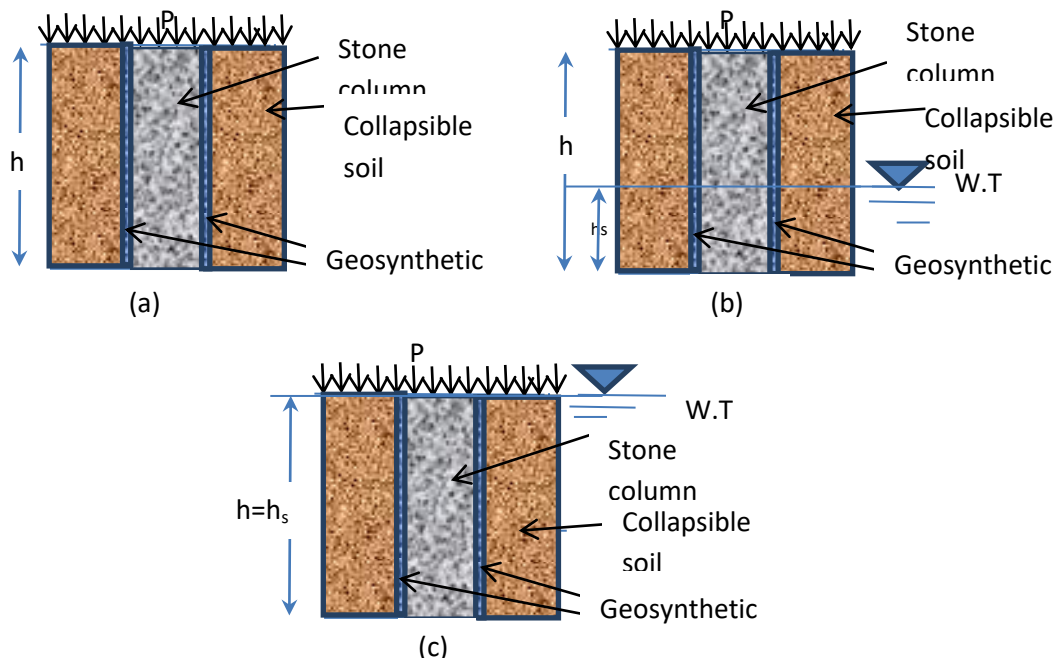 P
Stone
column
Collapsible
soil
h
Geosynthetic
(a)
P
Stone
column
Collapsible
soil
h
W.T
hs
Geosynthetic
(b)
P
W.T
Stone
column
h=hs
Collapsible
soil
Geosynthetic
(c)